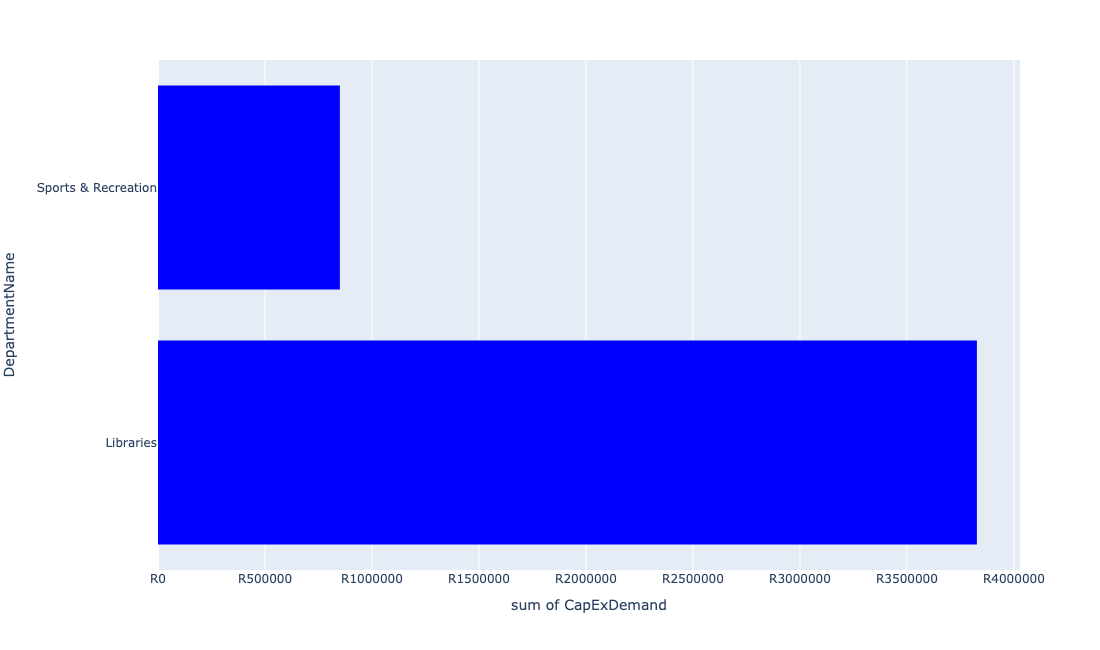 Sports & Recreation
DepartmentName
Libraries
R0
R500000
R1000000
R1500000
R2000000
R2500000
R3000000
R3500000
R4000000
sum of CapExDemand